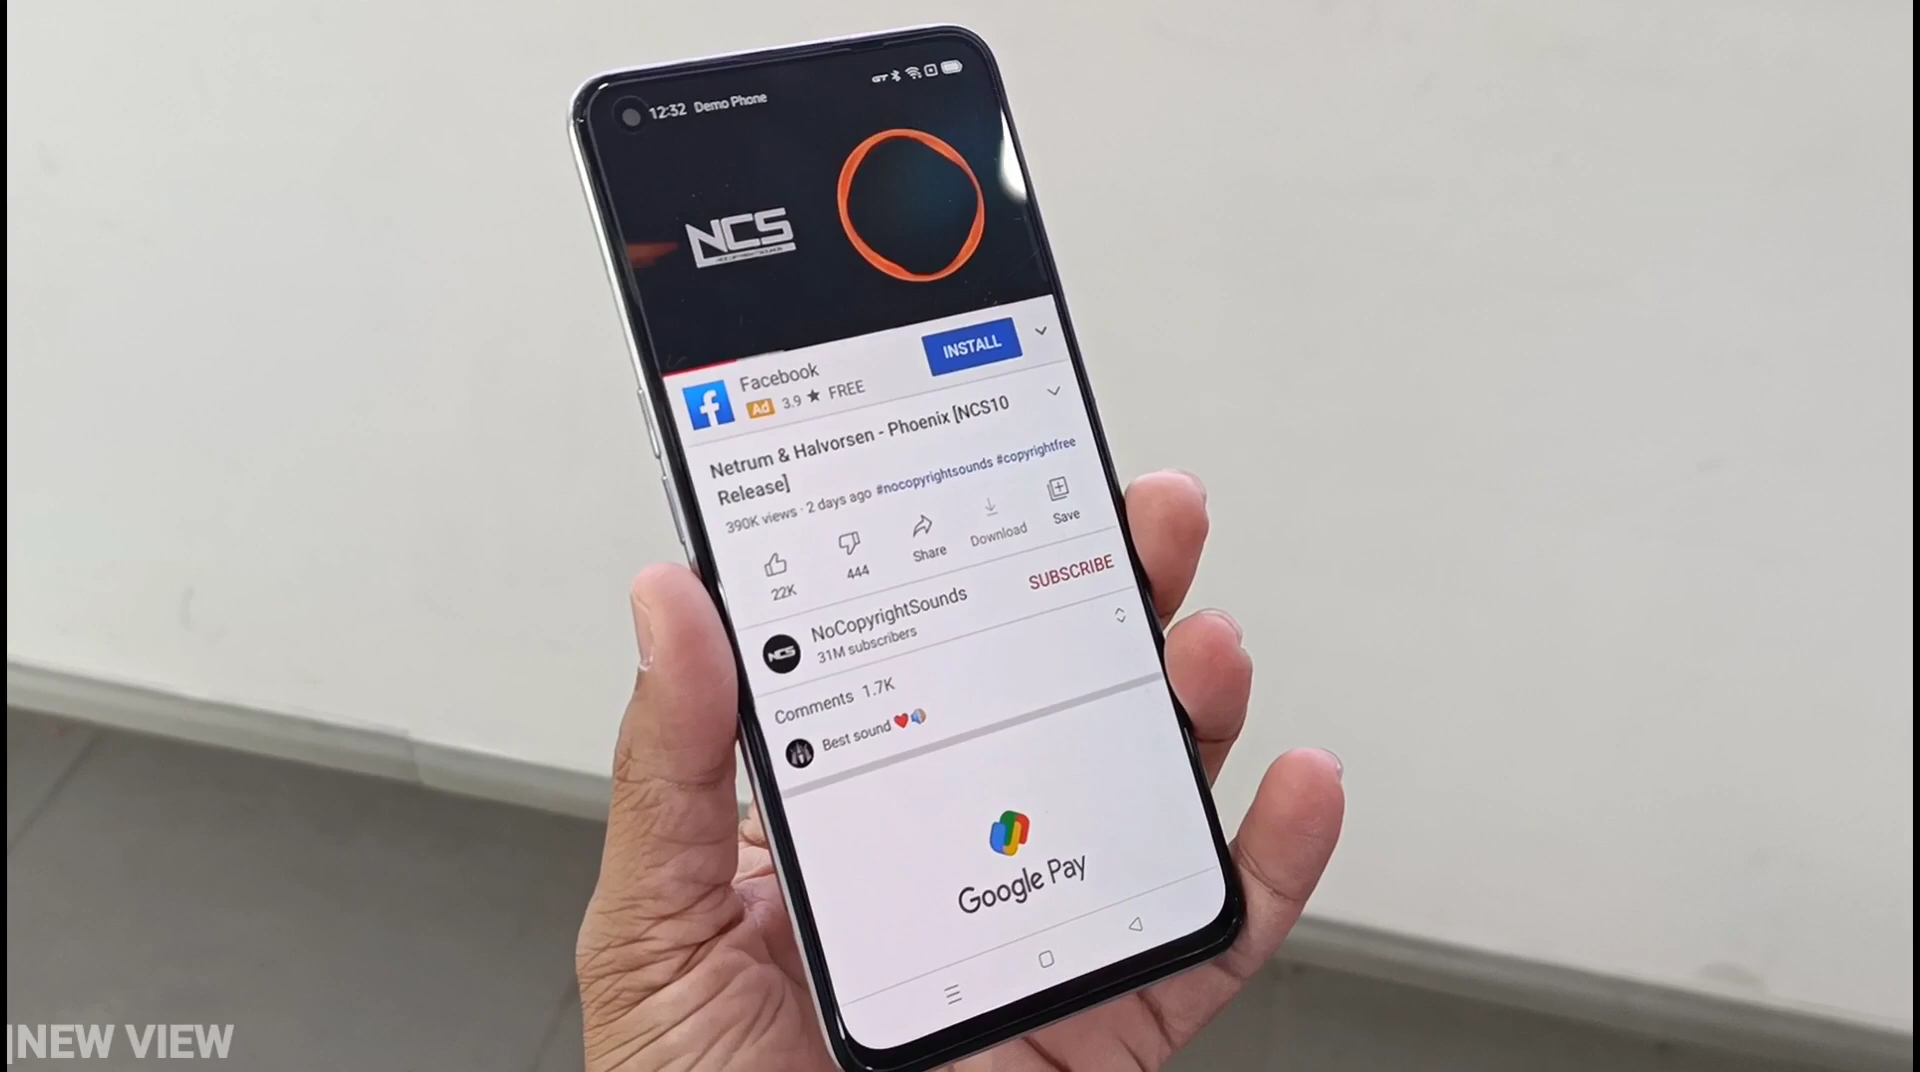 12:32 Demo Phone GT
NCS
Facebook
Ad 3.9 ★ FREE
INSTALL
Netrum & Halvorsen - Phoenix [NCS10
Release]
390K views · 2 days ago #nocopyrightsounds #copyrightfree
22K 444 Share Download Save
NCS
NoCopyrightSounds
31M subscribers
SUBSCRIBE
Comments 1.7K
Best sound ❤️🔊
Google Pay
NEW VIEW